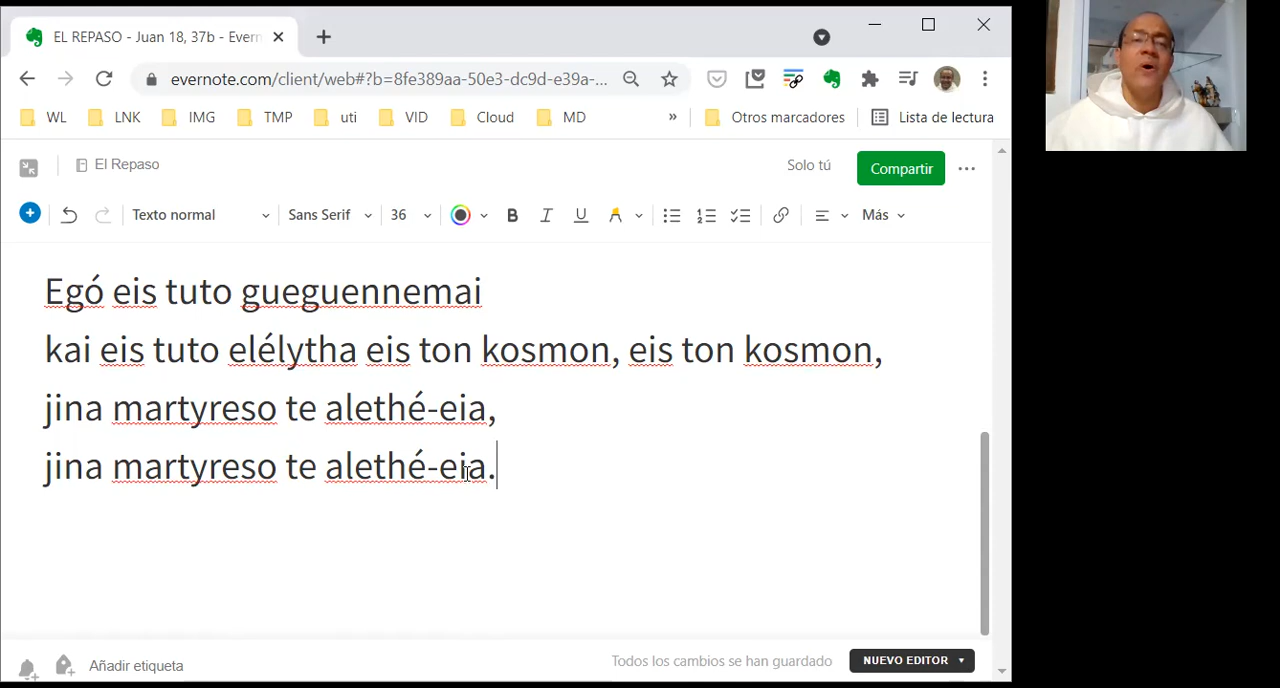 EL REPASO - Juan 18, 37b - Evern
evernote.com/client/web#?b=8fe389aa-50e3-dc9d-e39a-...
WL LNK IMG TMP uti VID Cloud MD » Otros marcadores Lista de lectura
El Repaso Solo tú Compartir ...
Texto normal Sans Serif 36 B I U A Más
Egó eis tuto gueguennemai
kai eis tuto elélytha eis ton kosmon, eis ton kosmon,
jina martyreso te alethé-eia,
jina martyreso te alethé-eia.
Añadir etiqueta Todos los cambios se han guardado NUEVO EDITOR